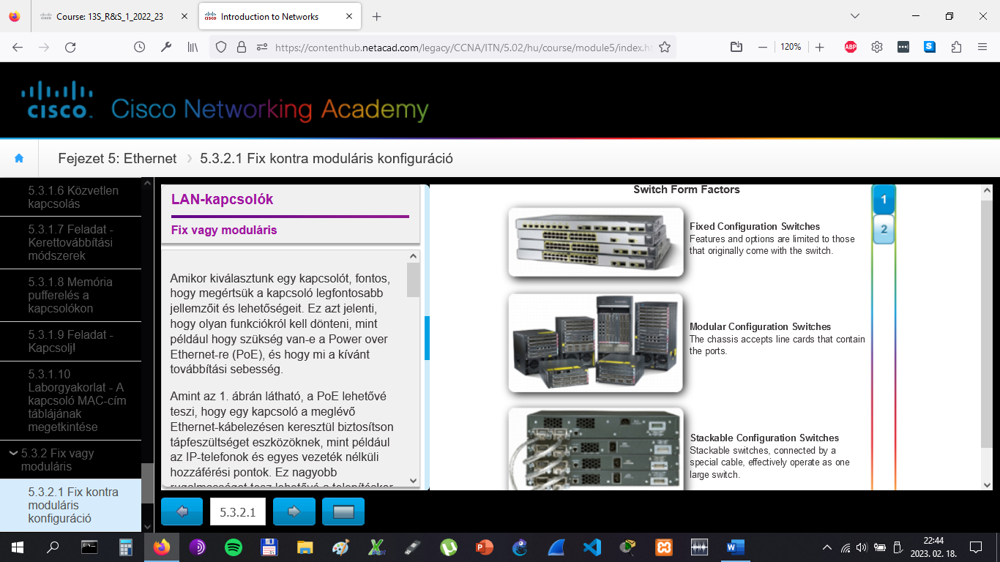 Course: 13S_R&S_1_2022_23
Introduction to Networks
https://contenthub.netacad.com/legacy/CCNA/ITN/5.02/hu/course/module5/index.h
120%
ABP
CISCO
Cisco Networking Academy
Fejezet 5: Ethernet
5.3.2.1 Fix kontra moduláris konfiguráció
5.3.1.6 Közvetlen
kapcsolás
5.3.1.7 Feladat -
Kerettovábbítási
módszerek
5.3.1.8 Memória
pufferelés a
kapcsolókon
5.3.1.9 Feladat -
Kapcsolj!
5.3.1.10
Laborgyakorlat - A
kapcsoló MAC-cím
táblájának
megetkintése
5.3.2 Fix vagy
moduláris
5.3.2.1 Fix kontra
moduláris
konfiguráció
LAN-kapcsolók
Fix vagy moduláris
Amikor kiválasztunk egy kapcsolót, fontos,
hogy megértsük a kapcsoló legfontosabb
jellemzőit és lehetőségeit. Ez azt jelenti,
hogy olyan funkciókról kell dönteni, mint
például hogy szükség van-e a Power over
Ethernet-re (PoE), és hogy mi a kívánt
továbbítási sebesség.
Amint az 1. ábrán látható, a PoE lehetővé
teszi, hogy egy kapcsoló a meglévő
Ethernet-kábelezésen keresztül biztosítson
tápfeszültséget eszközöknek, mint például
az IP-telefonok és egyes vezeték nélküli
hozzáférési pontok. Ez nagyobb
rugalmasságot tesz lehetővé a telepítéskor
Switch Form Factors
Fixed Configuration Switches
Features and options are limited to those
that originally come with the switch.
Modular Configuration Switches
The chassis accepts line cards that contain
the ports.
Stackable Configuration Switches
Stackable switches, connected by a
special cable, effectively operate as one
large switch.
1
2
5.3.2.1
22:44
2023. 02. 18.